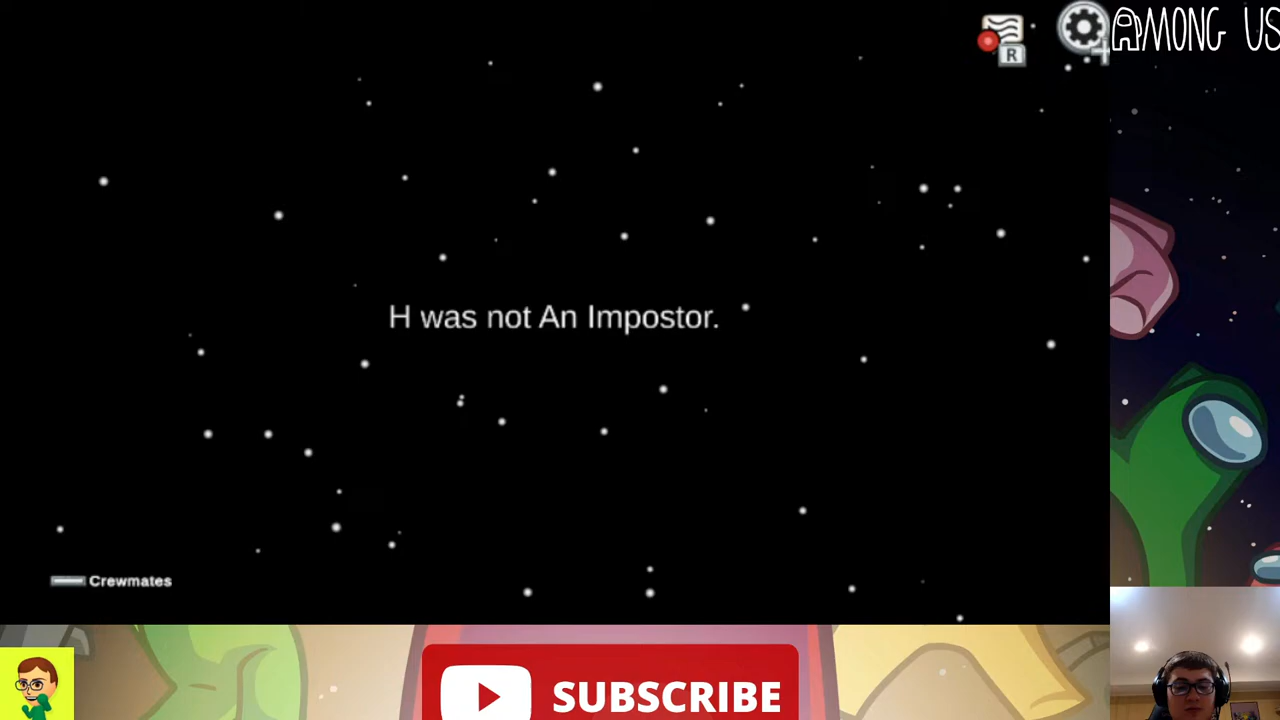 AMONG US
R
H was not An Impostor.
Crewmates
SUBSCRIBE